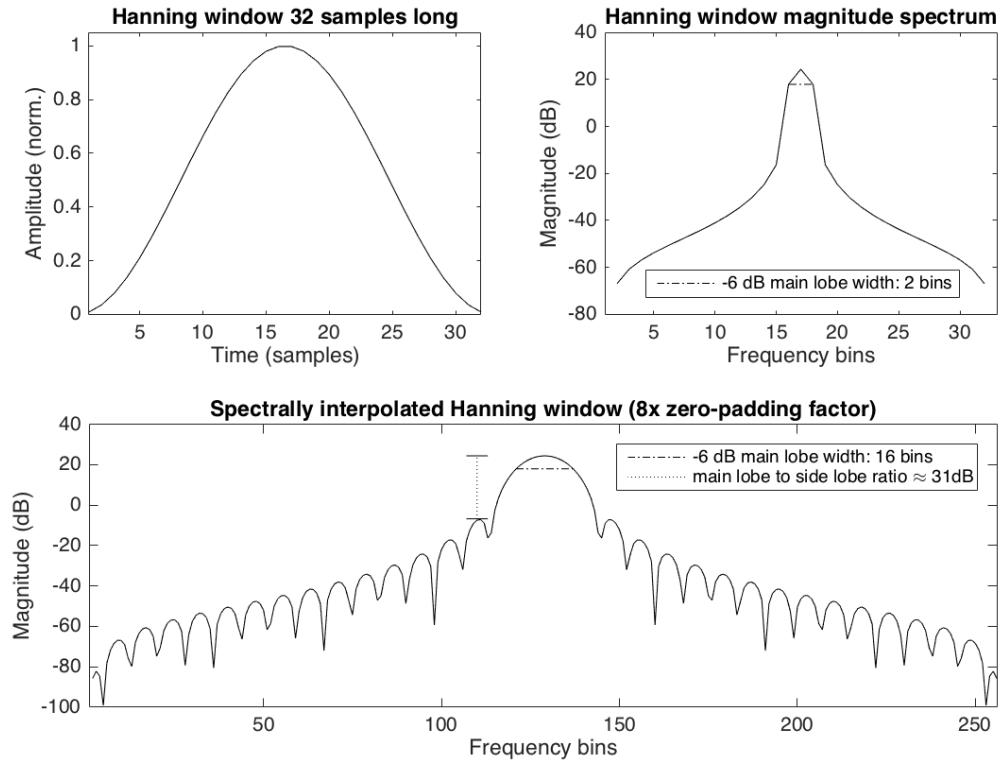 Hanning window 32 samples long
Amplitude (norm.)
1
0.8
0.6
0.4
0.2
0
5 10 15 20 25 30
Time (samples)
Hanning window magnitude spectrum
Magnitude (dB)
40
20
0
-20
-40
-60
-80
-6 dB main lobe width: 2 bins
5 10 15 20 25 30
Frequency bins
Spectrally interpolated Hanning window (8x zero-padding factor)
Magnitude (dB)
40
20
0
-20
-40
-60
-80
-100
-6 dB main lobe width: 16 bins
main lobe to side lobe ratio ≈ 31dB
50 100 150 200 250
Frequency bins